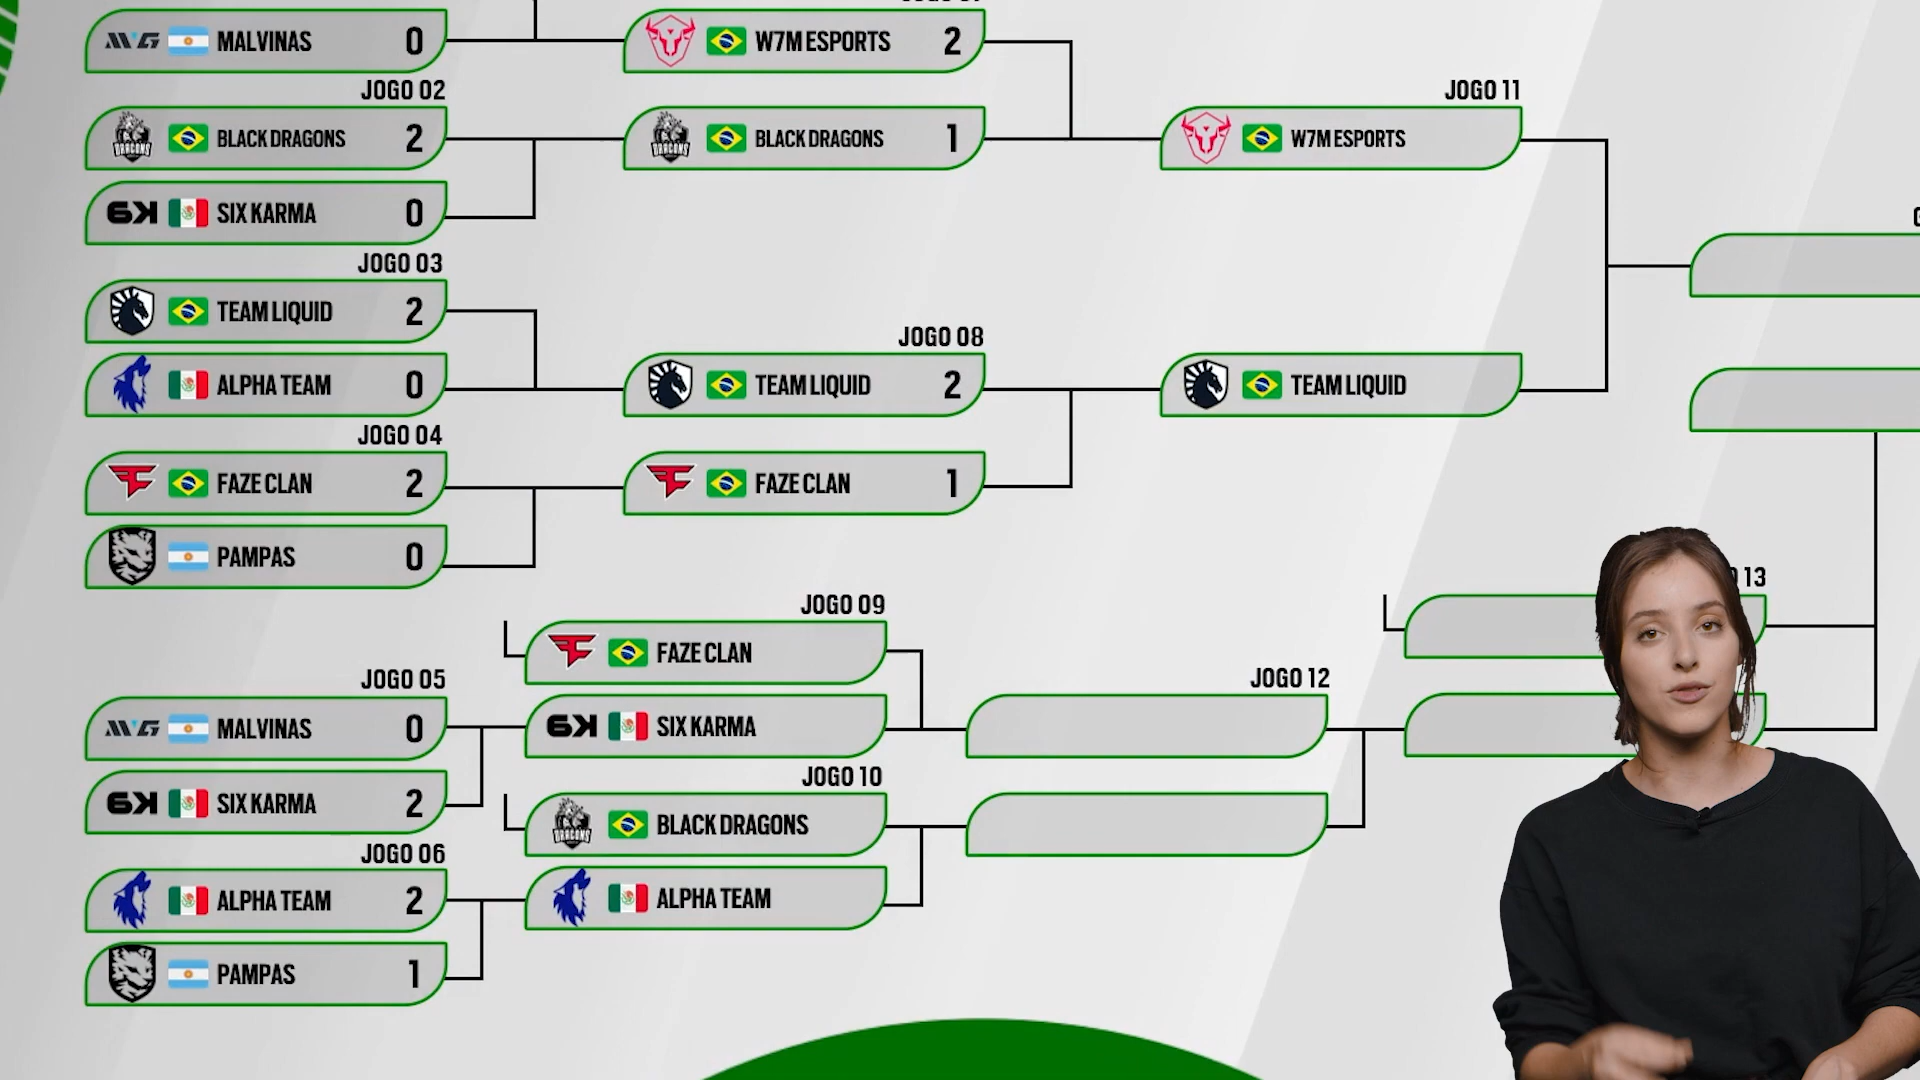 MALVINAS 0
W7M ESPORTS 2
JOGO 02
BLACK DRAGONS 2
SIX KARMA 0
BLACK DRAGONS 1
JOGO 11
W7M ESPORTS
JOGO 03
TEAM LIQUID 2
ALPHA TEAM 0
JOGO 08
TEAM LIQUID 2
TEAM LIQUID
JOGO 04
FAZE CLAN 2
PAMPAS 0
FAZE CLAN 1
JOGO 09
FAZE CLAN
SIX KARMA
13
JOGO 05
MALVINAS 0
SIX KARMA 2
JOGO 12
JOGO 10
BLACK DRAGONS
ALPHA TEAM
JOGO 06
ALPHA TEAM 2
PAMPAS 1